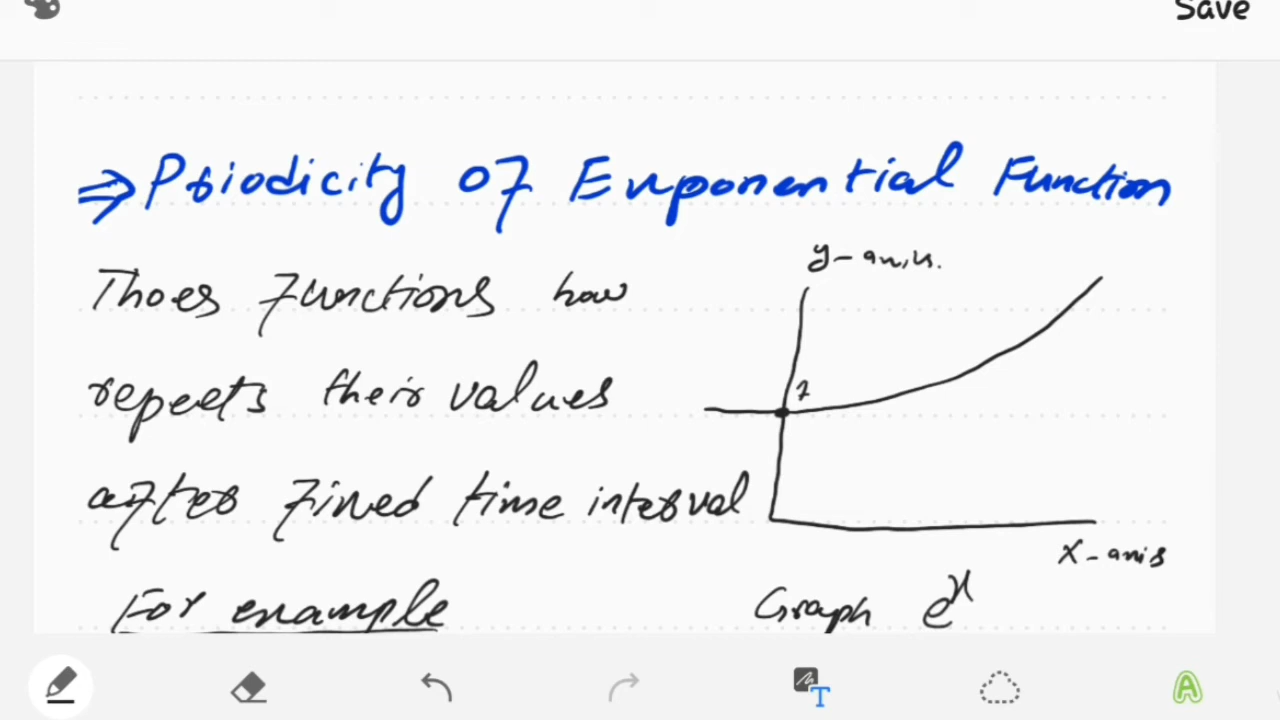 Save
⇒ Priodicity of Exponential Function
Thoes functions how
repeets their values
after fixed time interval
For example
y-axis.
1
X-axis
Graph e^x
T
A